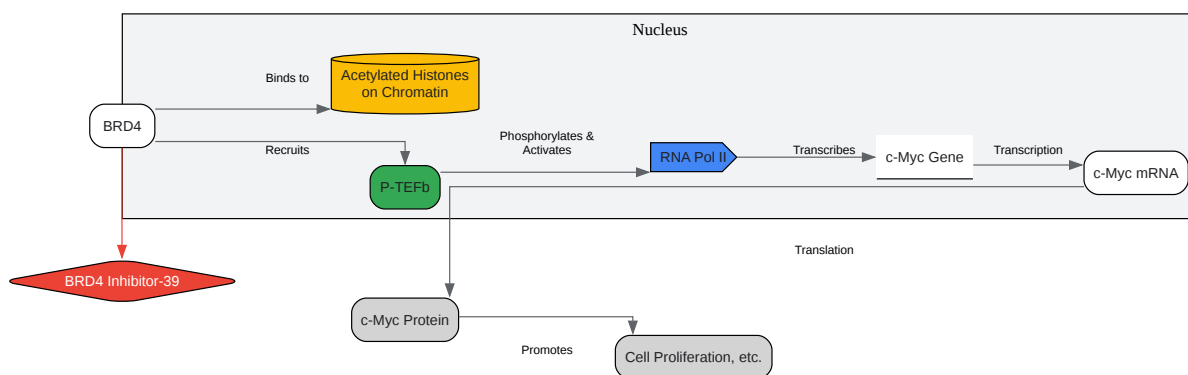 Nucleus
Binds to
Acetylated Histones
on Chromatin
BRD4
Recruits
Phosphorylates &
Activates
P-TEFb
RNA Pol II
Transcribes
c-Myc Gene
Transcription
c-Myc mRNA
Translation
BRD4 Inhibitor-39
c-Myc Protein
Promotes
Cell Proliferation, etc.